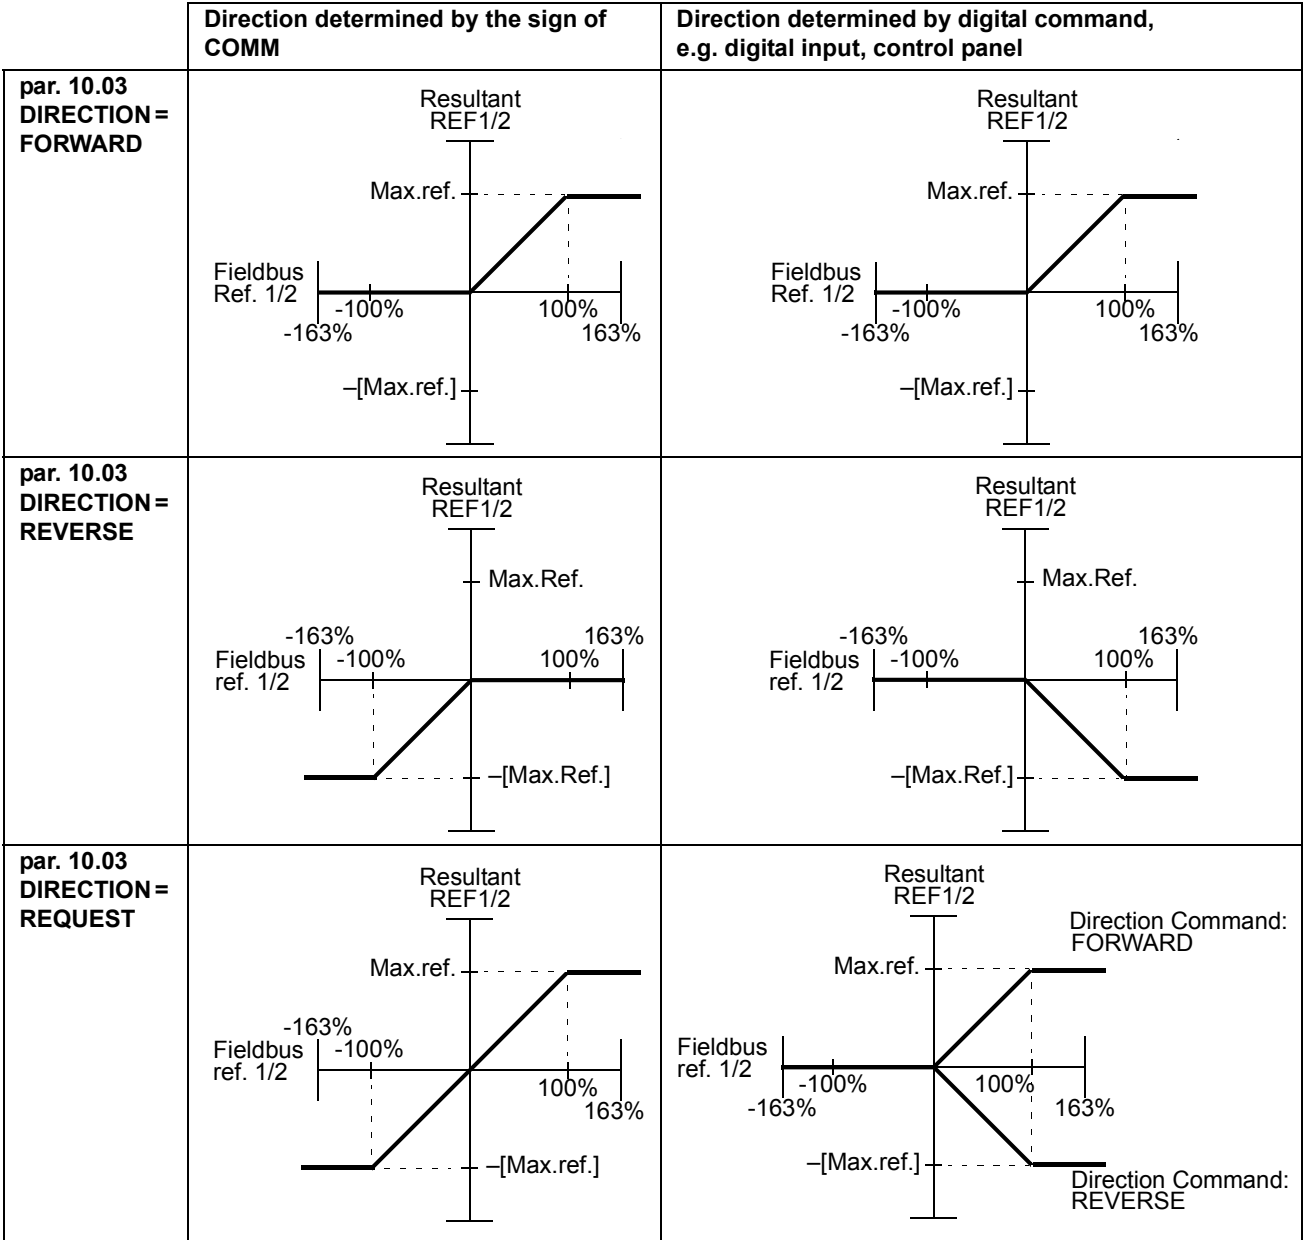 Direction determined by the sign of
COMM
Direction determined by digital command,
e.g. digital input, control panel
par. 10.03
DIRECTION =
FORWARD
Resultant
REF1/2
Max.ref.
Fieldbus
Ref. 1/2
-100%
100%
-163%
163%
–[Max.ref.]
Resultant
REF1/2
Max.ref.
Fieldbus
Ref. 1/2
-100%
100%
-163%
163%
–[Max.ref.]
par. 10.03
DIRECTION =
REVERSE
Resultant
REF1/2
Max.Ref.
-163%
163%
Fieldbus
ref. 1/2
-100%
100%
–[Max.Ref.]
Resultant
REF1/2
Max.Ref.
-163%
163%
Fieldbus
ref. 1/2
-100%
100%
–[Max.Ref.]
par. 10.03
DIRECTION =
REQUEST
Resultant
REF1/2
Max.ref.
-163%
Fieldbus
ref. 1/2
-100%
100%
163%
–[Max.ref.]
Resultant
REF1/2
Direction Command:
FORWARD
Max.ref.
Fieldbus
ref. 1/2
-100%
100%
-163%
163%
–[Max.ref.]
Direction Command:
REVERSE